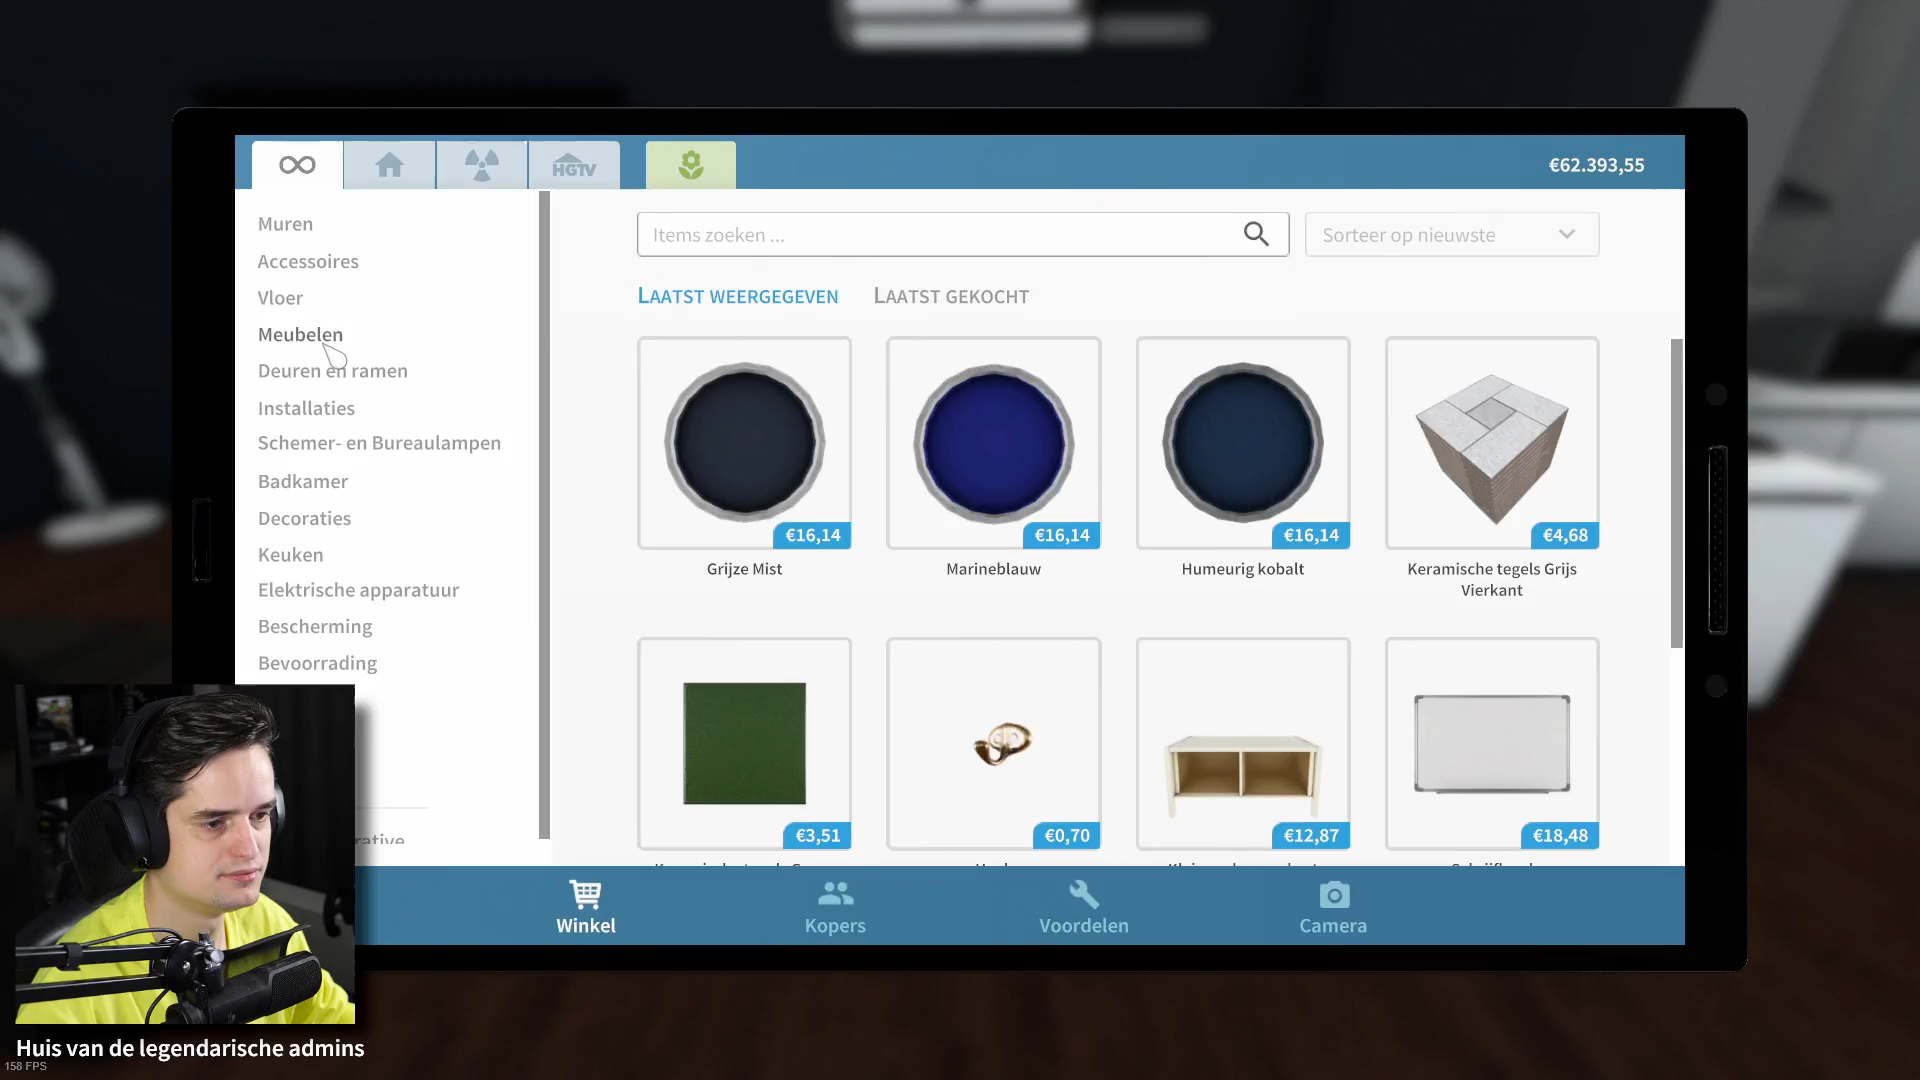 HGTV
€62.393,55
Muren
Accessoires
Vloer
Meubelen
Deuren en ramen
Installaties
Schemer- en Bureaulampen
Badkamer
Decoraties
Keuken
Elektrische apparatuur
Bescherming
Bevoorrading
Items zoeken ...
Sorteer op nieuwste
LAATST WEERGEGEVEN
LAATST GEKOCHT
€16,14
€16,14
€16,14
€4,68
Grijze Mist
Marineblauw
Humeurig kobalt
Keramische tegels Grijs
Vierkant
€3,51
€0,70
€12,87
€18,48
Winkel
Kopers
Voordelen
Camera
Huis van de legendarische admins
158 FPS